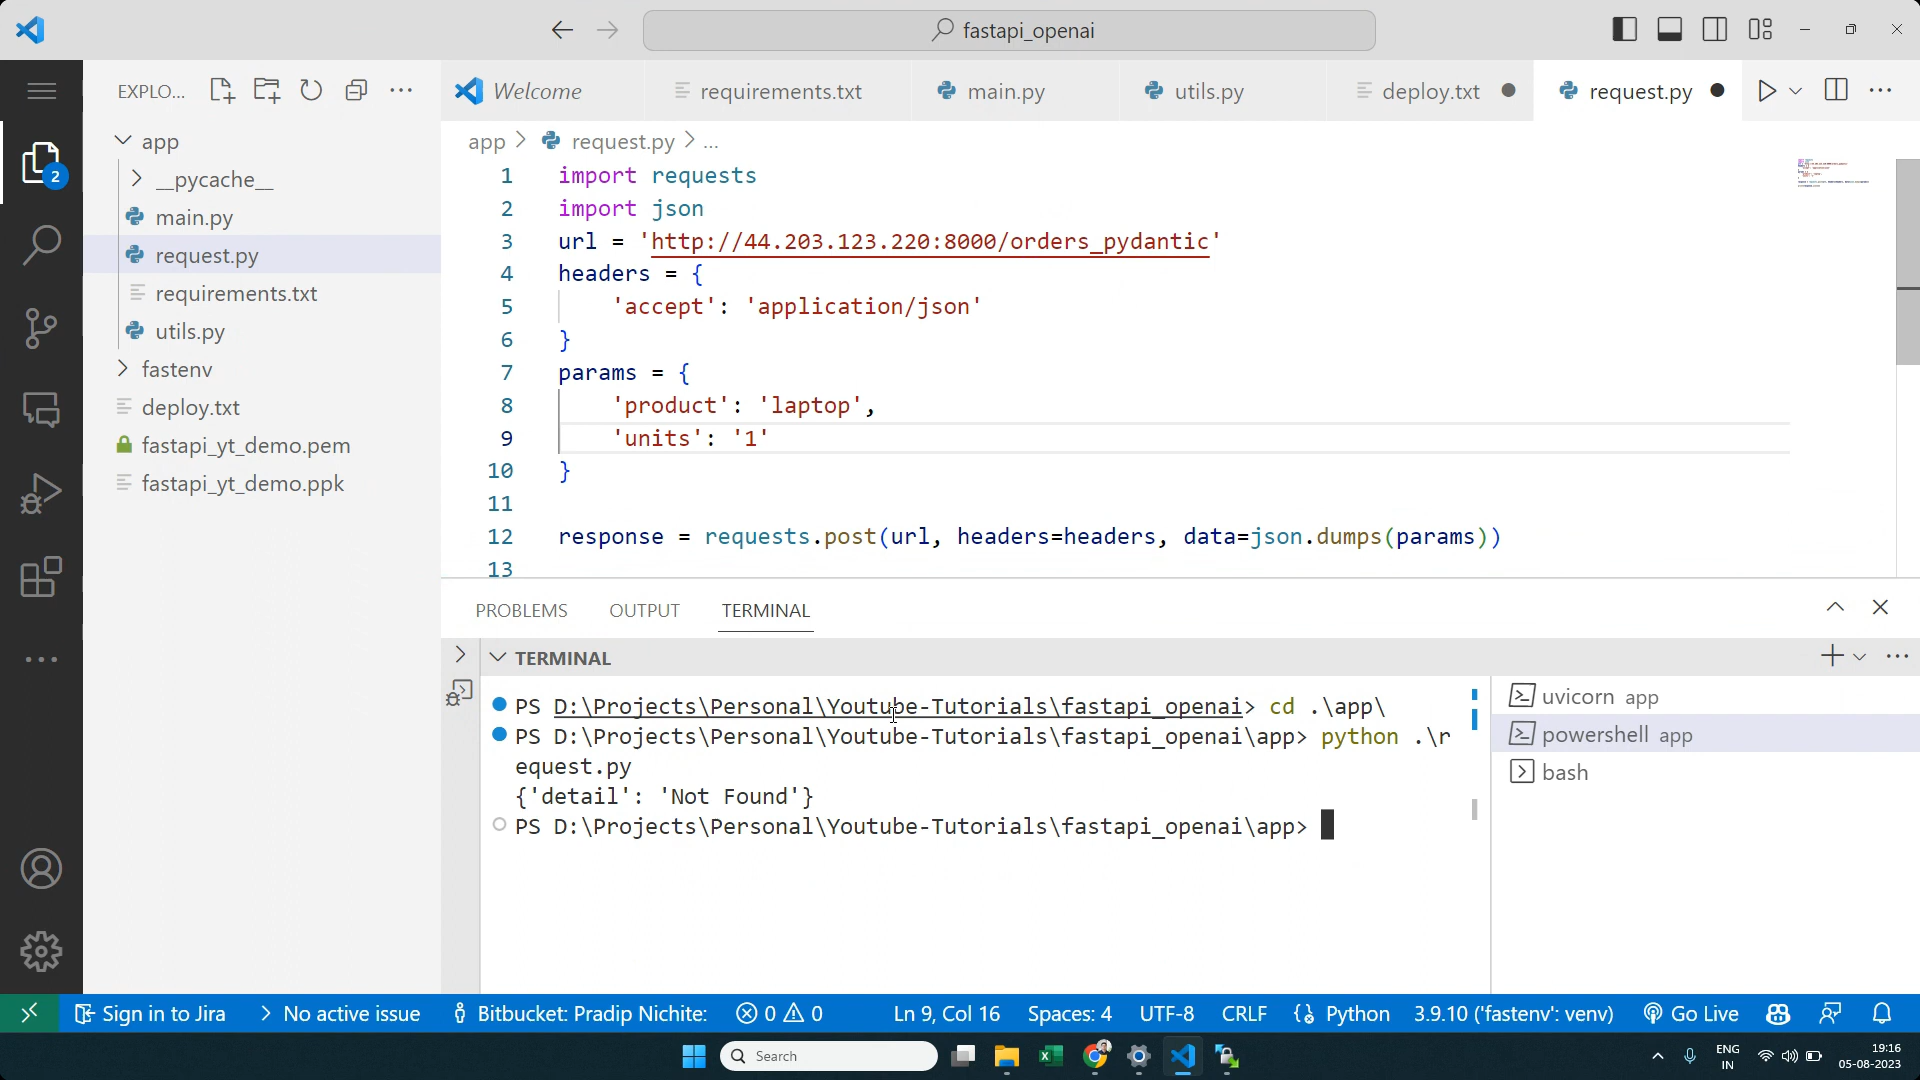 fastapi_openai
EXPLO...
Welcome
requirements.txt
main.py
utils.py
deploy.txt
request.py
app > request.py > ...
2
app
__pycache__
main.py
request.py
requirements.txt
utils.py
fastenv
deploy.txt
fastapi_yt_demo.pem
fastapi_yt_demo.ppk
1 import requests
2 import json
3 url = 'http://44.203.123.220:8000/orders_pydantic'
4 headers = {
5 'accept': 'application/json'
6 }
7 params = {
8 'product': 'laptop',
9 'units': '1'
10 }
11
12 response = requests.post(url, headers=headers, data=json.dumps(params))
13
PROBLEMS OUTPUT TERMINAL
TERMINAL
PS D:\Projects\Personal\Youtube-Tutorials\fastapi_openai> cd .\app\
PS D:\Projects\Personal\Youtube-Tutorials\fastapi_openai\app> python .\r
equest.py
{'detail': 'Not Found'}
PS D:\Projects\Personal\Youtube-Tutorials\fastapi_openai\app>
uvicorn app
powershell app
bash
Sign in to Jira No active issue Bitbucket: Pradip Nichite: 0 0 Ln 9, Col 16 Spaces: 4 UTF-8 CRLF Python 3.9.10 ('fastenv': venv) Go Live
Search
ENG
IN
19:16
05-08-2023